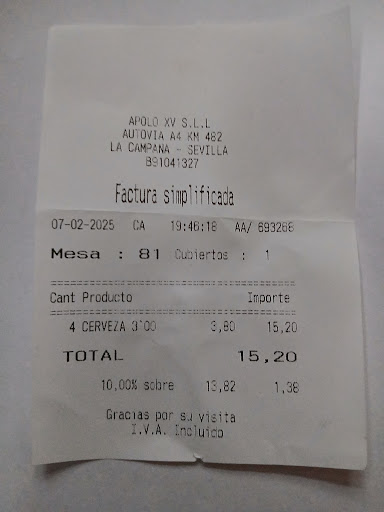 APOLO XV S.L.L
AUTOVIA A4 KM 482
LA CAMPANA - SEVILLA
B91041327
Factura simplificada
07-02-2025 CA 19:46:18 AA/ 693268
Mesa : 81 Cubiertos : 1
Cant Producto Importe
4 CERVEZA 3'00 3,80 15,20
TOTAL 15,20
10,00% sobre 13,82 1,38
Gracias por su visita
I.V.A. Incluido